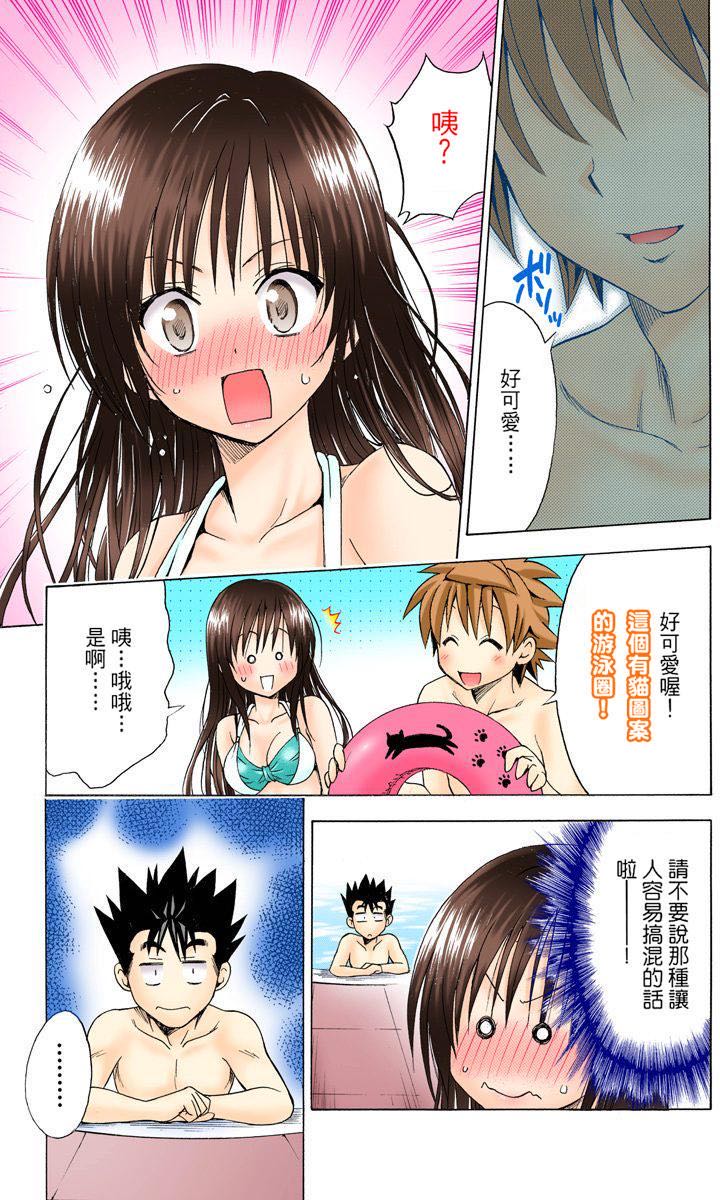 好可愛……
ボソッ
咦?
好可愛喔!
這個有貓圖案
的游泳圈!
咦…哦哦…
是啊……
請不要說那種讓
人容易搞混的話
啦——!
………